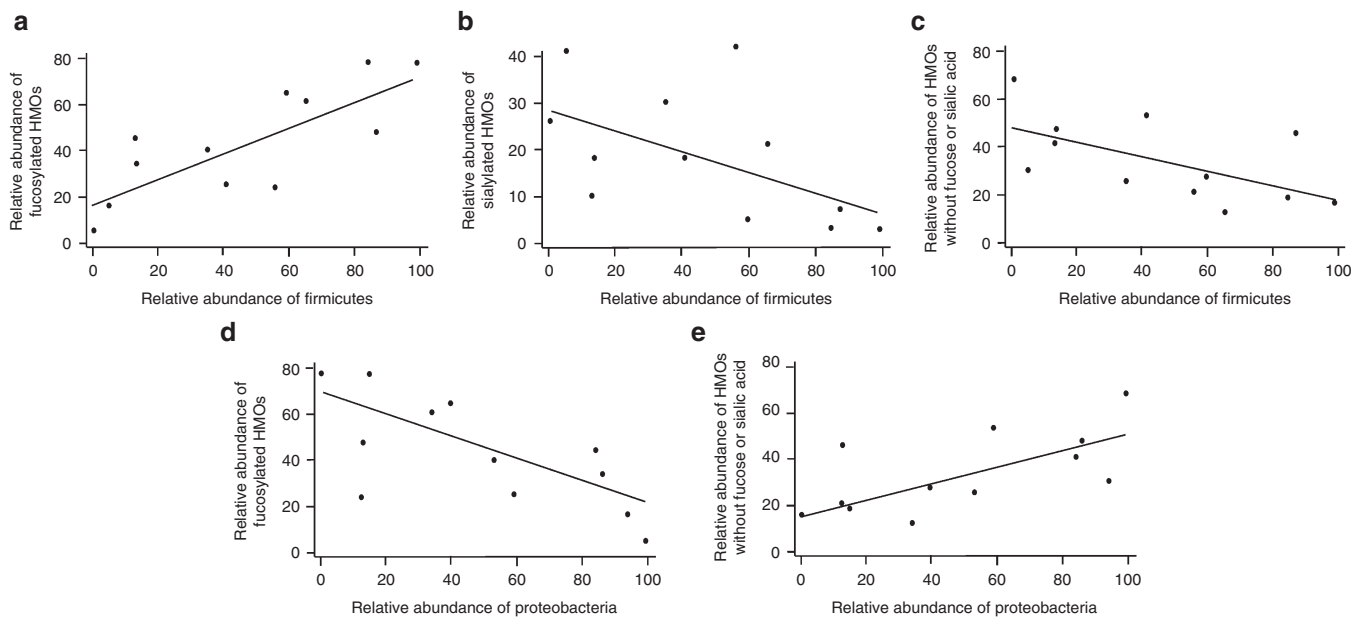 a
Relative abundance of
fucosylated HMOs
80
60
40
20
0
0 20 40 60 80 100
Relative abundance of firmicutes
b
Relative abundance of
sialylated HMOs
40
30
20
10
0
0 20 40 60 80 100
Relative abundance of firmicutes
c
Relative abundance of HMOs
without fucose or sialic acid
80
60
40
20
0
0 20 40 60 80 100
Relative abundance of firmicutes
d
Relative abundance of
fucosylated HMOs
80
60
40
20
0
0 20 40 60 80 100
Relative abundance of proteobacteria
e
Relative abundance of HMOs
without fucose or sialic acid
80
60
40
20
0
0 20 40 60 80 100
Relative abundance of proteobacteria